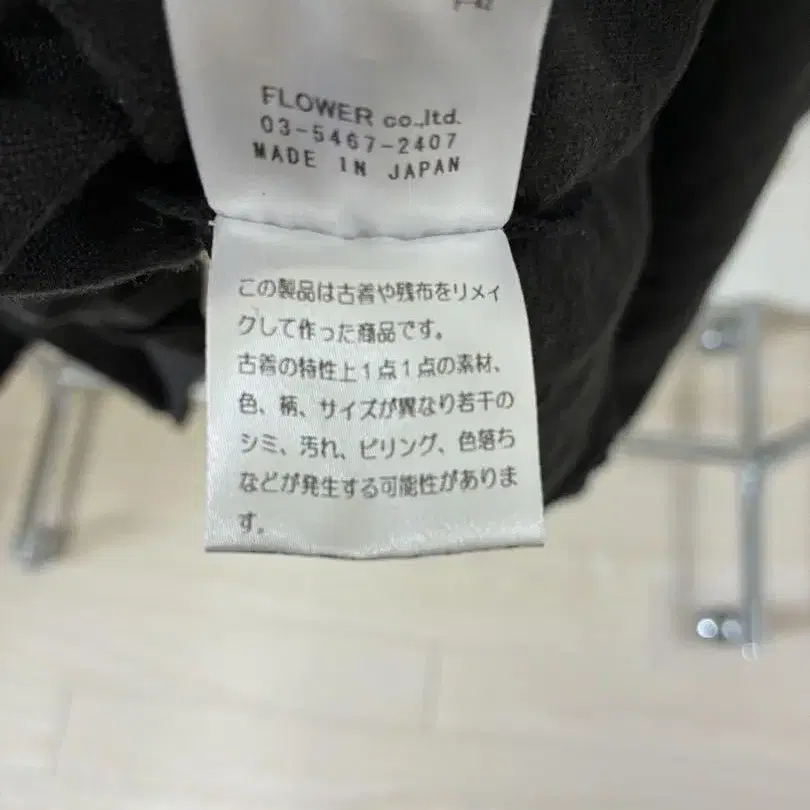 FLOWER co.,ltd.
03-5467-2407
MADE IN JAPAN
この製品は古着や残布をリメイ
クして作った商品です。
古着の特性上1点1点の素材、
色、柄、サイズが異なり若干の
シミ、汚れ、ピリング、色落ち
などが発生する可能性がありま
す。